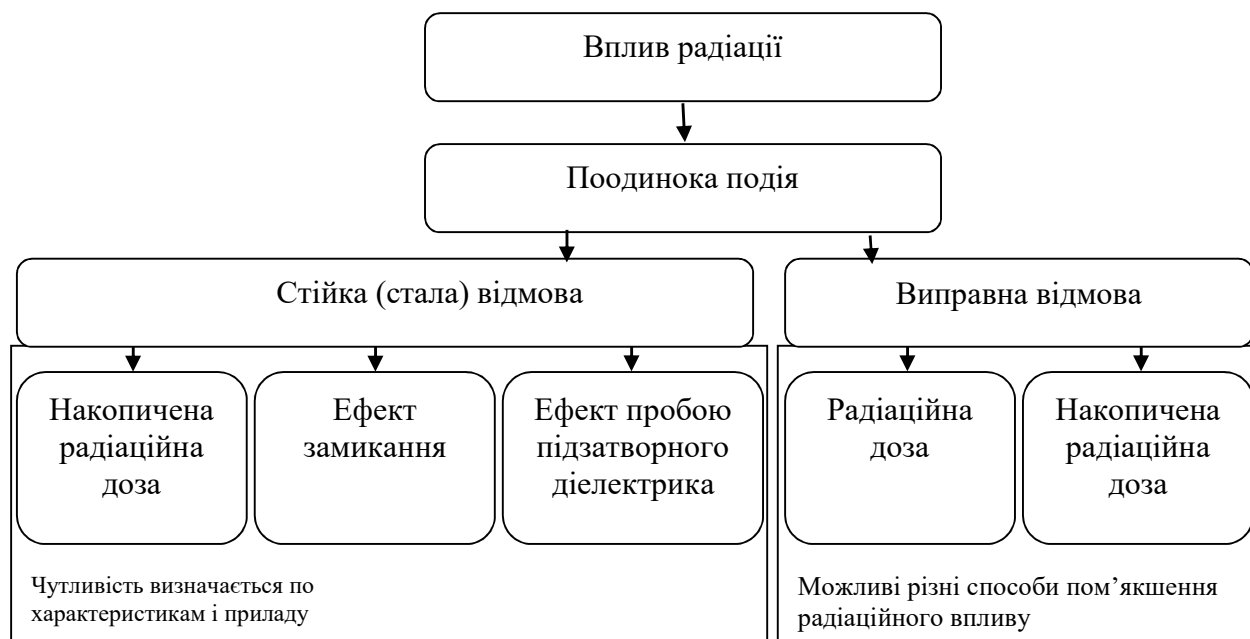 Вплив радіації
Поодинока подія
Стійка (стала) відмова
Виправна відмова
Накопичена
радіаційна
доза
Ефект
замикання
Ефект пробою
підзатворного
діелектрика
Радіаційна
доза
Накопичена
радіаційна
доза
Чутливість визначається по
характеристикам і приладу
Можливі різні способи пом’якшення
радіаційного впливу